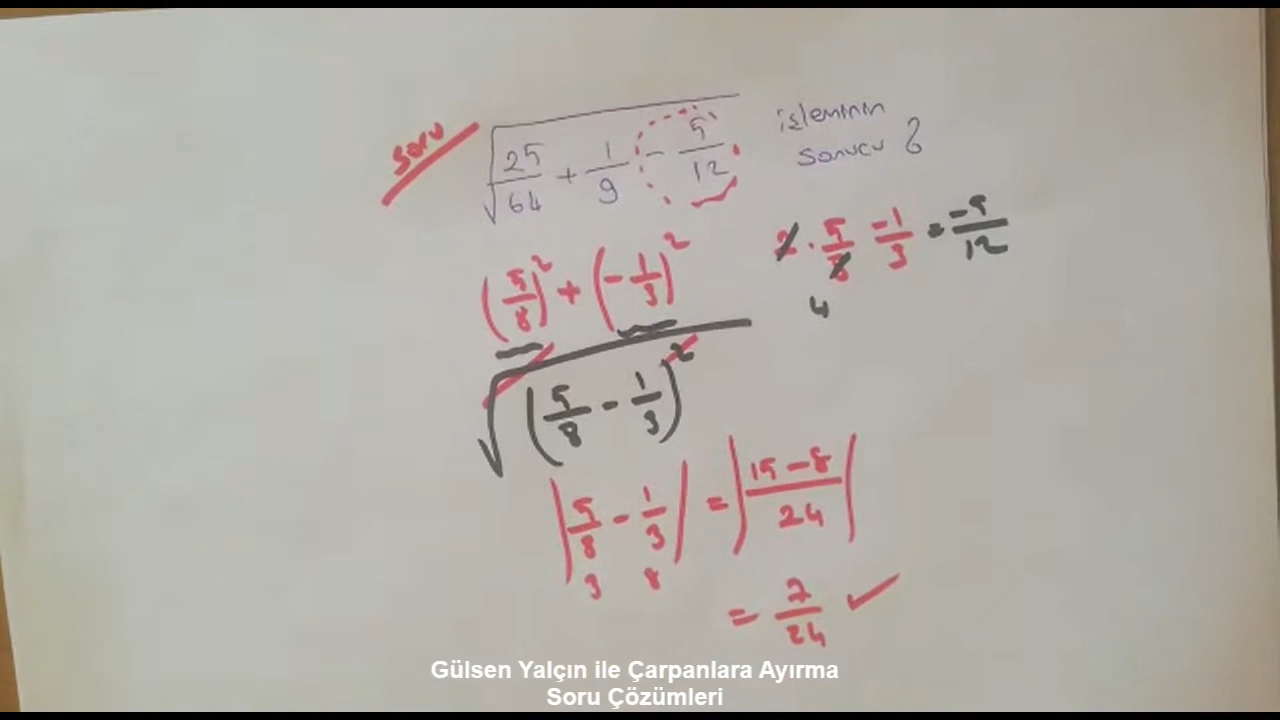 soru
√(25/64 + 1/9 - 5/12) işleminin
sonucu ?
(5/8)² + (-1/3)²
2 . 5/8 -1/3 = -5/12
4
√(5/8 - 1/3)²
|5/8 - 1/3| = |15-8/24|
3 8
= 7/24 ✓
Gülsen Yalçın ile Çarpanlara Ayırma
Soru Çözümleri